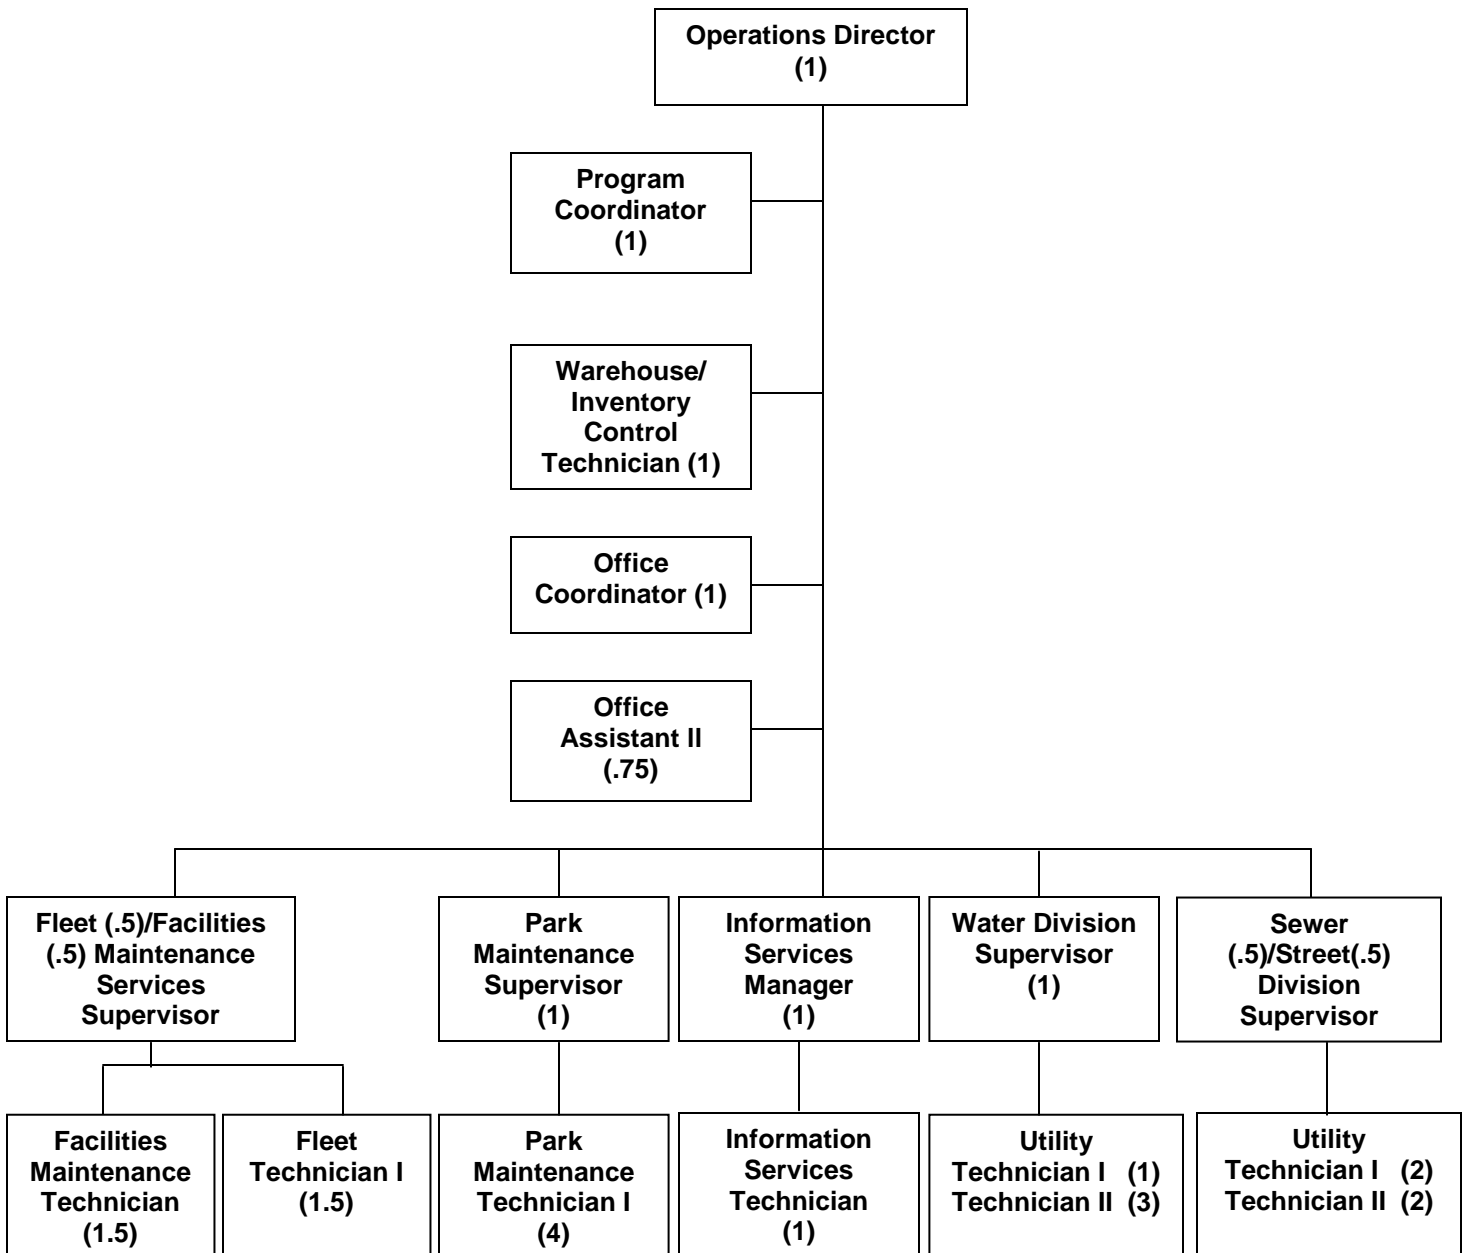 Operations Director
(1)
Program
Coordinator
(1)
Warehouse/
Inventory
Control
Technician (1)
Office
Coordinator (1)
Office
Assistant II
(.75)
Fleet (.5)/Facilities
(.5) Maintenance
Services
Supervisor
Park
Maintenance
Supervisor
(1)
Information
Services
Manager
(1)
Water Division
Supervisor
(1)
Sewer
(.5)/Street(.5)
Division
Supervisor
Facilities
Maintenance
Technician
(1.5)
Fleet
Technician I
(1.5)
Park
Maintenance
Technician I
(4)
Information
Services
Technician
(1)
Utility
Technician I (1)
Technician II (3)
Utility
Technician I (2)
Technician II (2)